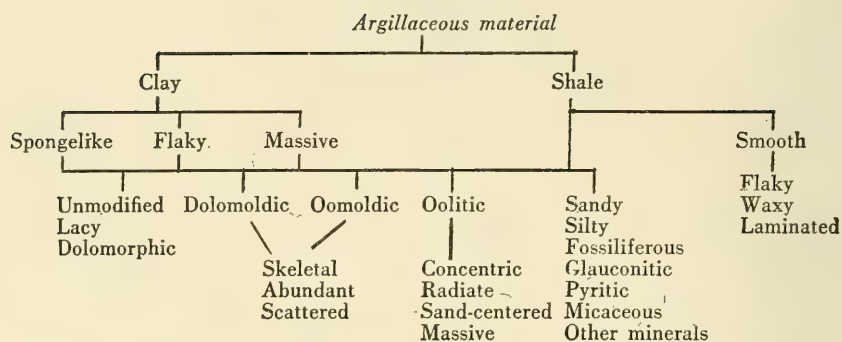 Argillaceous material
Clay Shale
Spongelike Flaky. Massive Smooth
Unmodified
Lacy
Dolomorphic
Dolomoldic Oomoldic Oolitic
Skeletal
Abundant
Scattered
Concentric
Radiate
Sand-centered
Massive
Sandy
Silty
Fossiliferous
Glauconitic
Pyritic
Micaceous
Other minerals
Flaky
Waxy
Laminated